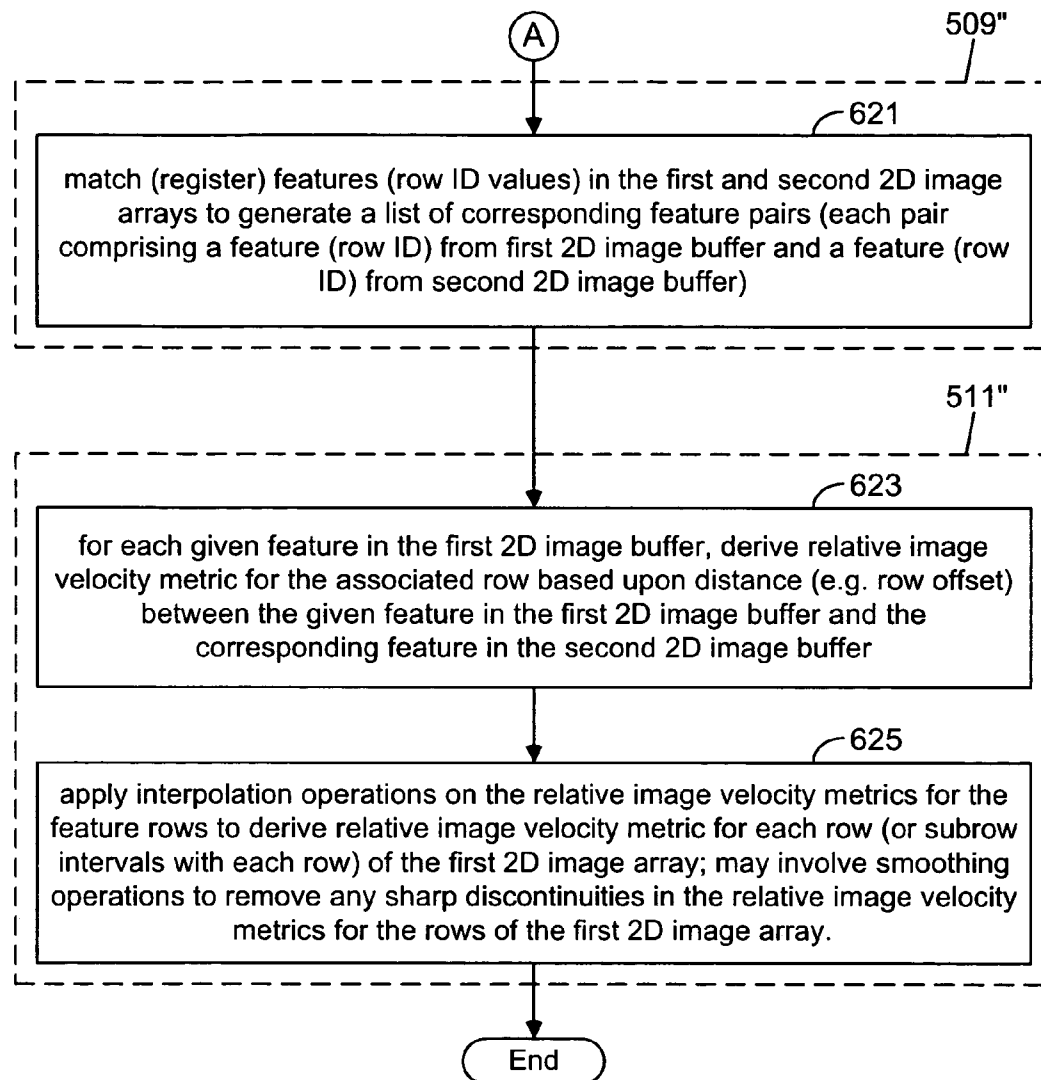 A
509"
621
match (register) features (row ID values) in the first and second 2D image
arrays to generate a list of corresponding feature pairs (each pair
comprising a feature (row ID) from first 2D image buffer and a feature (row
ID) from second 2D image buffer)
511"
623
for each given feature in the first 2D image buffer, derive relative image
velocity metric for the associated row based upon distance (e.g. row offset)
between the given feature in the first 2D image buffer and the
corresponding feature in the second 2D image buffer
625
apply interpolation operations on the relative image velocity metrics for the
feature rows to derive relative image velocity metric for each row (or subrow
intervals with each row) of the first 2D image array; may involve smoothing
operations to remove any sharp discontinuities in the relative image velocity
metrics for the rows of the first 2D image array.
End